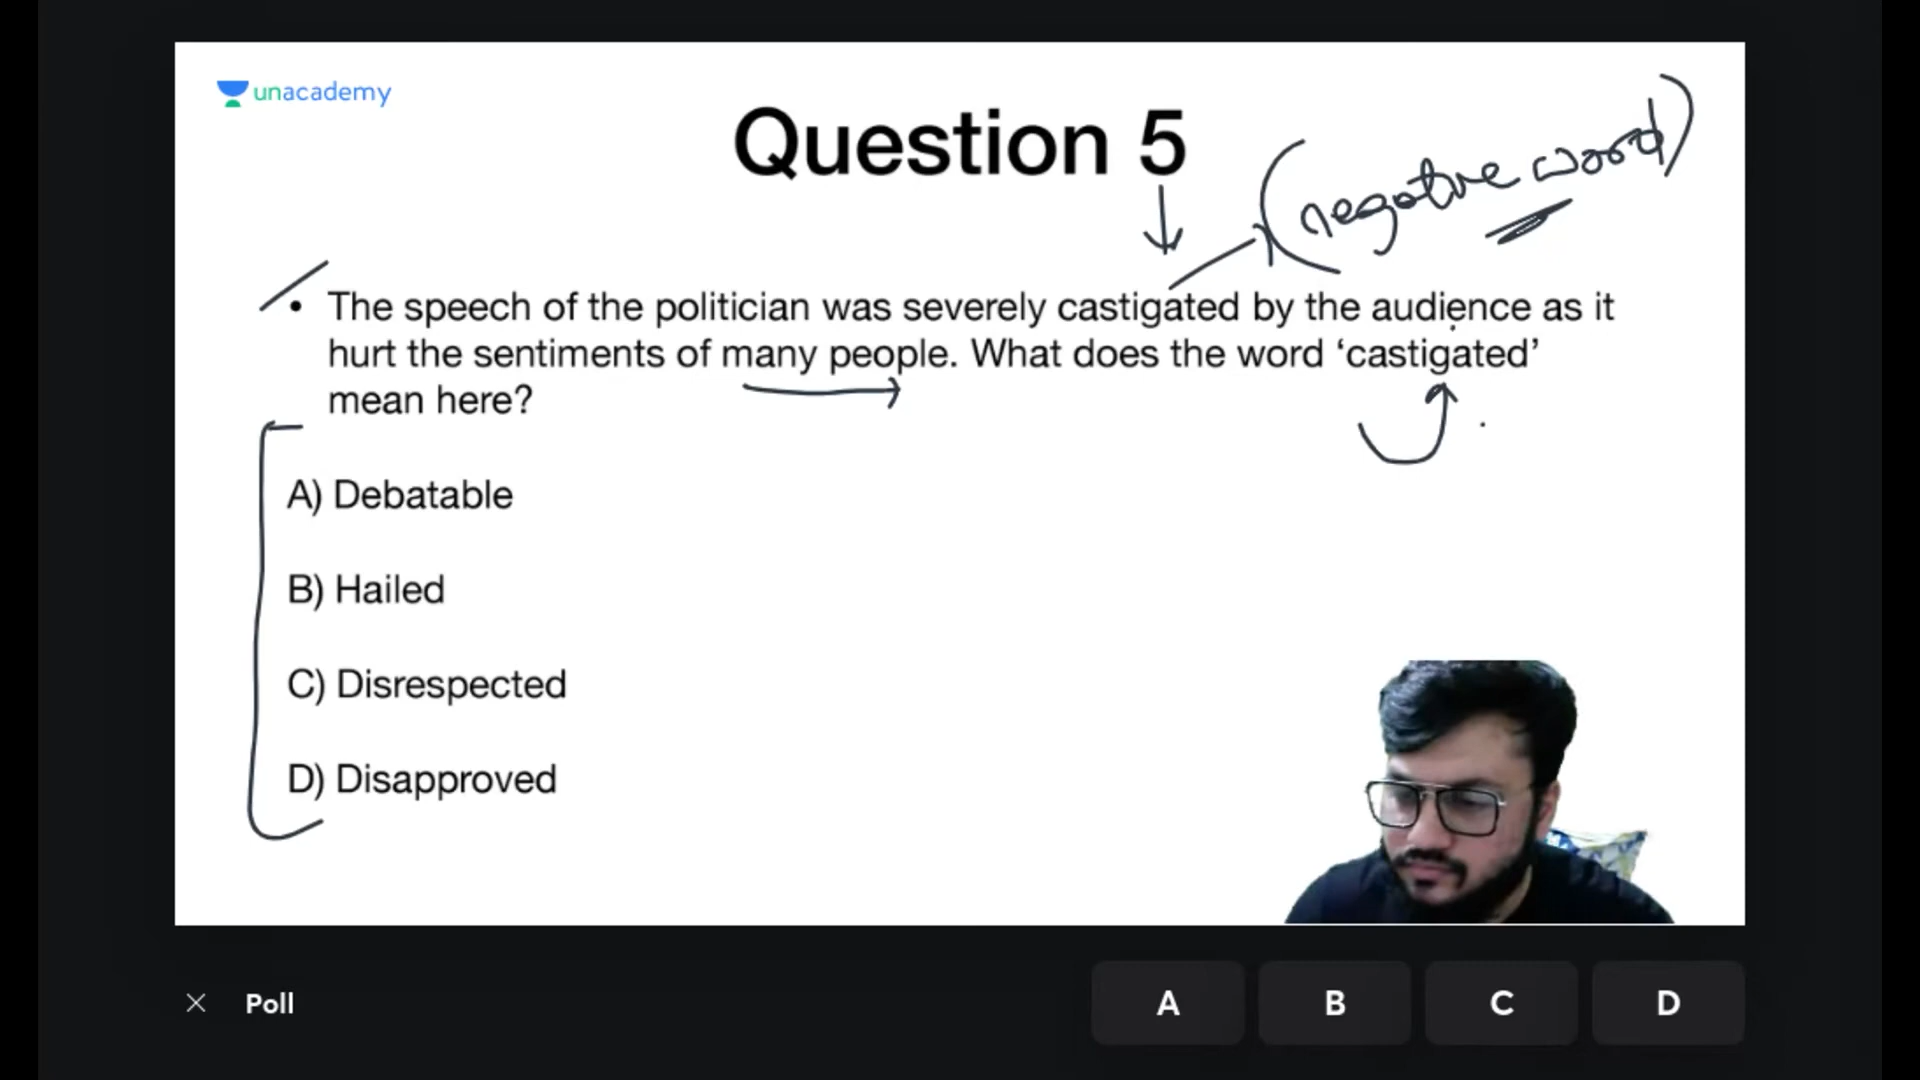 unacademy
Question 5
(negative word)
• The speech of the politician was severely castigated by the audience as it
hurt the sentiments of many people. What does the word ‘castigated’
mean here?
A) Debatable
B) Hailed
C) Disrespected
D) Disapproved
Poll
A
B
C
D